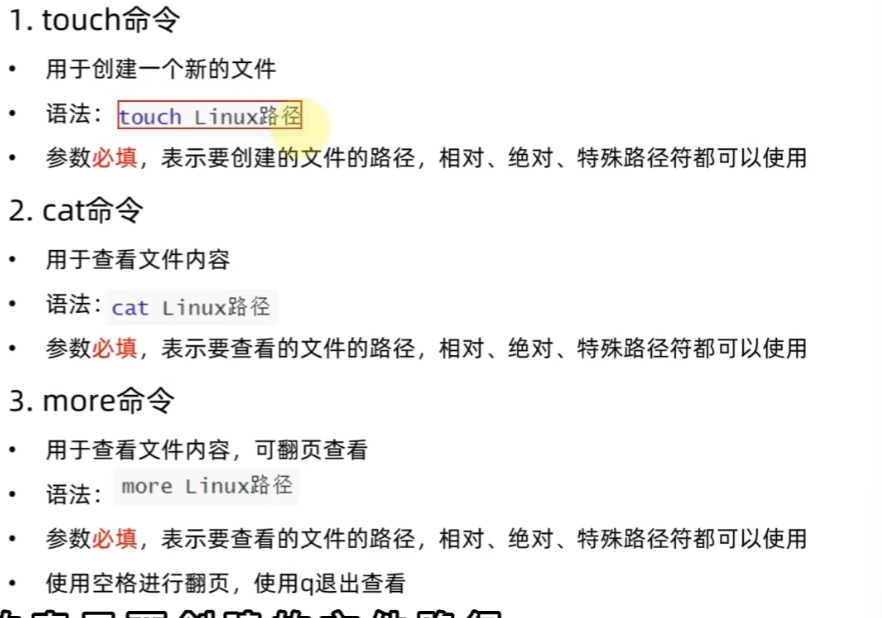 1. touch命令
• 用于创建一个新的文件
• 语法：touch Linux路径
• 参数必填，表示要创建的文件的路径，相对、绝对、特殊路径符都可以使用
2. cat命令
• 用于查看文件内容
• 语法：cat Linux路径
• 参数必填，表示要查看的文件的路径，相对、绝对、特殊路径符都可以使用
3. more命令
• 用于查看文件内容，可翻页查看
• 语法：more Linux路径
• 参数必填，表示要查看的文件的路径，相对、绝对、特殊路径符都可以使用
• 使用空格进行翻页，使用q退出查看